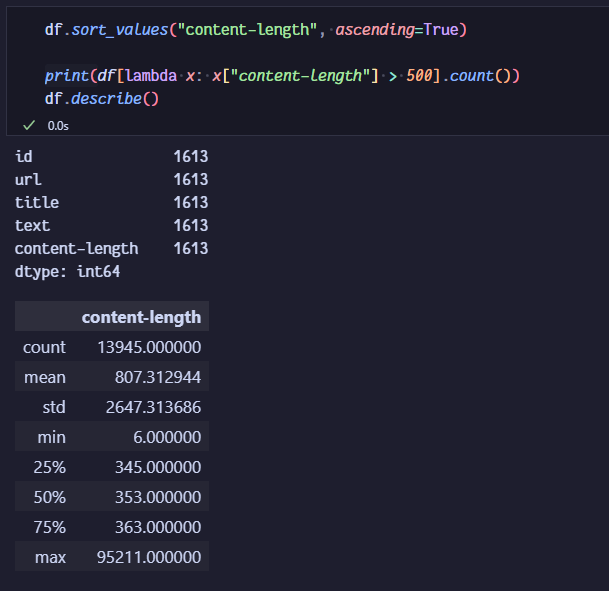 df.sort_values("content-length", ascending=True)
print(df[lambda x: x["content-length"] > 500].count())
df.describe()
0.0s
id 1613
url 1613
title 1613
text 1613
content-length 1613
dtype: int64
content-length
count 13945.000000
mean 807.312944
std 2647.313686
min 6.000000
25% 345.000000
50% 353.000000
75% 363.000000
max 95211.000000